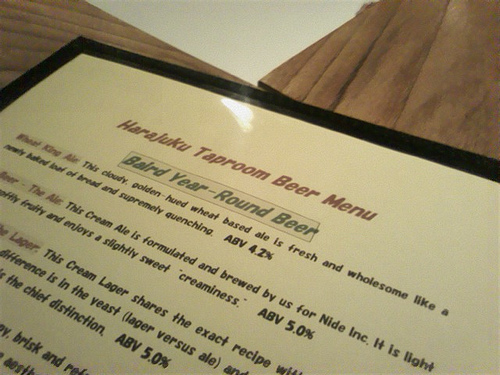 Harajuku Taproom Beer Menu
Baird Year-Round Beer
Wheat King Ale: This cloudy, golden-hued wheat based ale is fresh and wholesome like a
newly baked loaf of bread and supremely quenching. ABV 4.2%
- The Ale: This Cream Ale is formulated and brewed by us for Nide Inc. It is light
softly fruity and enjoys a slightly sweet "creaminess." ABV 5.0%
Lager: This Cream Lager shares the exact recipe
difference is in the yeast (lager versus ale) and
the chief distinction. ABV 5.0%
brisk and